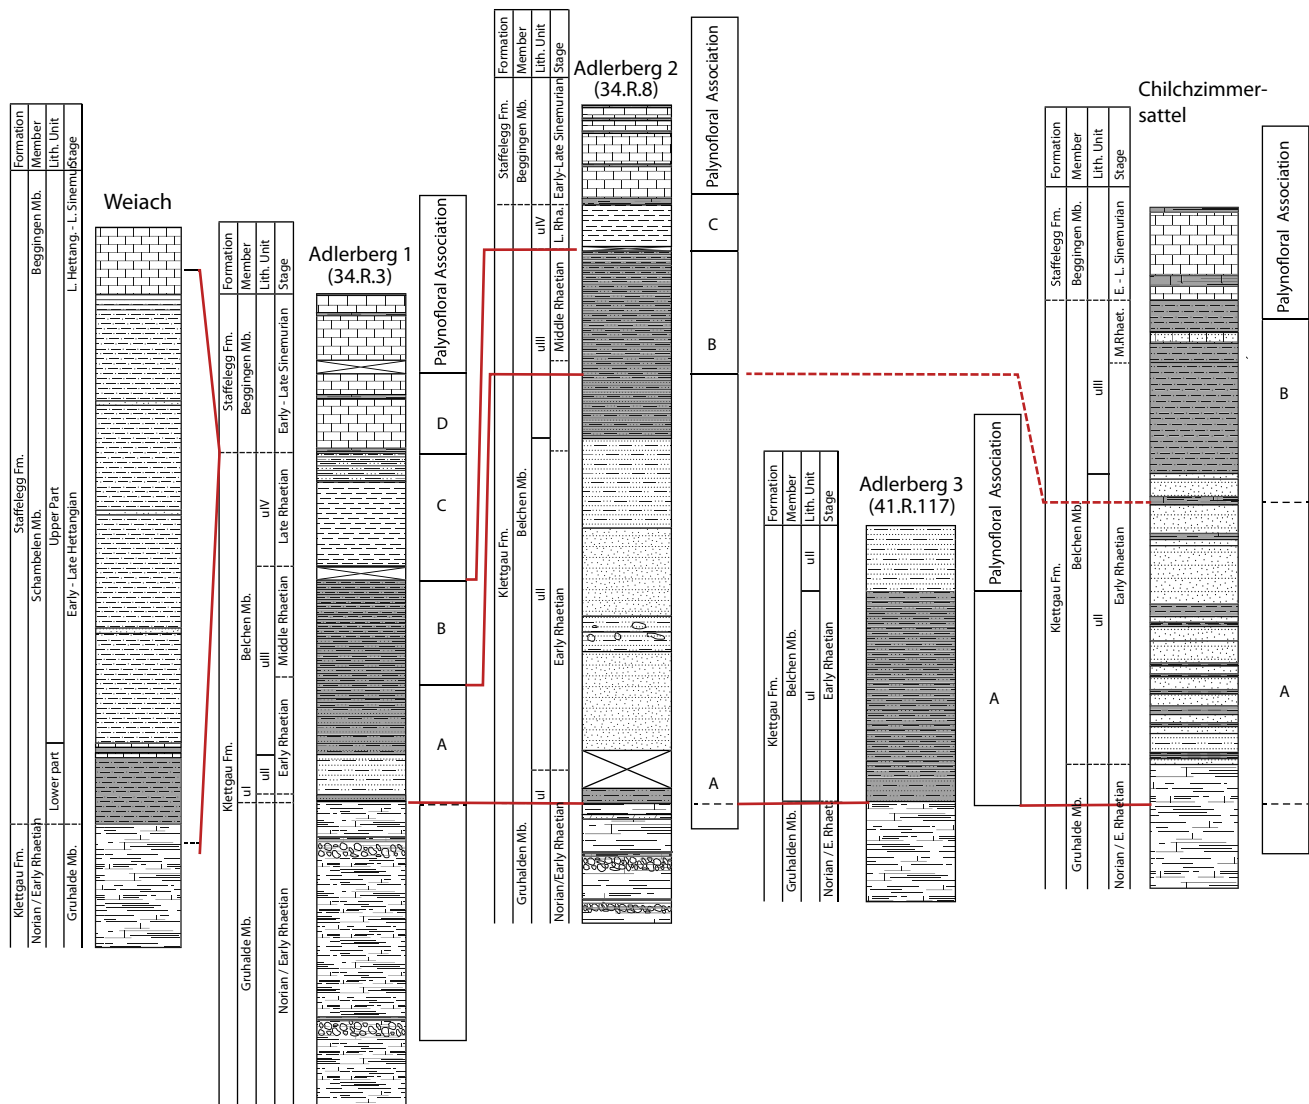 Formation
Member
Lith. Unit
Stage
Weiach
Staffelegg Fm.
Klettgau Fm.
Beggingen Mb.
Schambelen Mb.
Norian / Early Rhaetian
Upper Part
Lower part
Gruhalde Mb.
L. Hettang. - L. Sinemu
Early - Late Hettangian
Formation
Member
Lith. Unit
Stage
Adlerberg 1
(34.R.3)
Palynofloral Association
Staffelegg Fm.
Klettgau Fm.
Beggingen Mb.
Belchen Mb.
Gruhalde Mb.
uIV
uIII
uII
uI
Early - Late Sinemurian
Late Rhaetian
Middle Rhaetian
Early Rhaetian
Norian / Early Rhaetian
D
C
B
A
Formation
Member
Lith. Unit
Stage
Adlerberg 2
(34.R.8)
Palynofloral Association
Staffelegg Fm.
Klettgau Fm.
Beggingen Mb.
Belchen Mb.
Gruhalden Mb.
uIV
uIII
uII
uI
Early-Late Sinemurian
L. Rha.
Middle Rhaetian
Early Rhaetian
Norian/Early Rhaetian
C
B
A
Formation
Member
Lith. Unit
Stage
Adlerberg 3
(41.R.117)
Palynofloral Association
Klettgau Fm.
Belchen Mb.
Gruhalden Mb.
uII
uI
Early Rhaetian
Norian / E. Rhaeti
A
Formation
Member
Lith. Unit
Stage
Chilchzimmer-
sattel
Palynofloral Association
Staffelegg Fm.
Klettgau Fm.
Beggingen Mb.
Belchen Mb.
Gruhalde Mb.
uIII
uII
E. - L. Sinemurian
M.Rhaet.
Early Rhaetian
Norian / E. Rhaetian
B
A